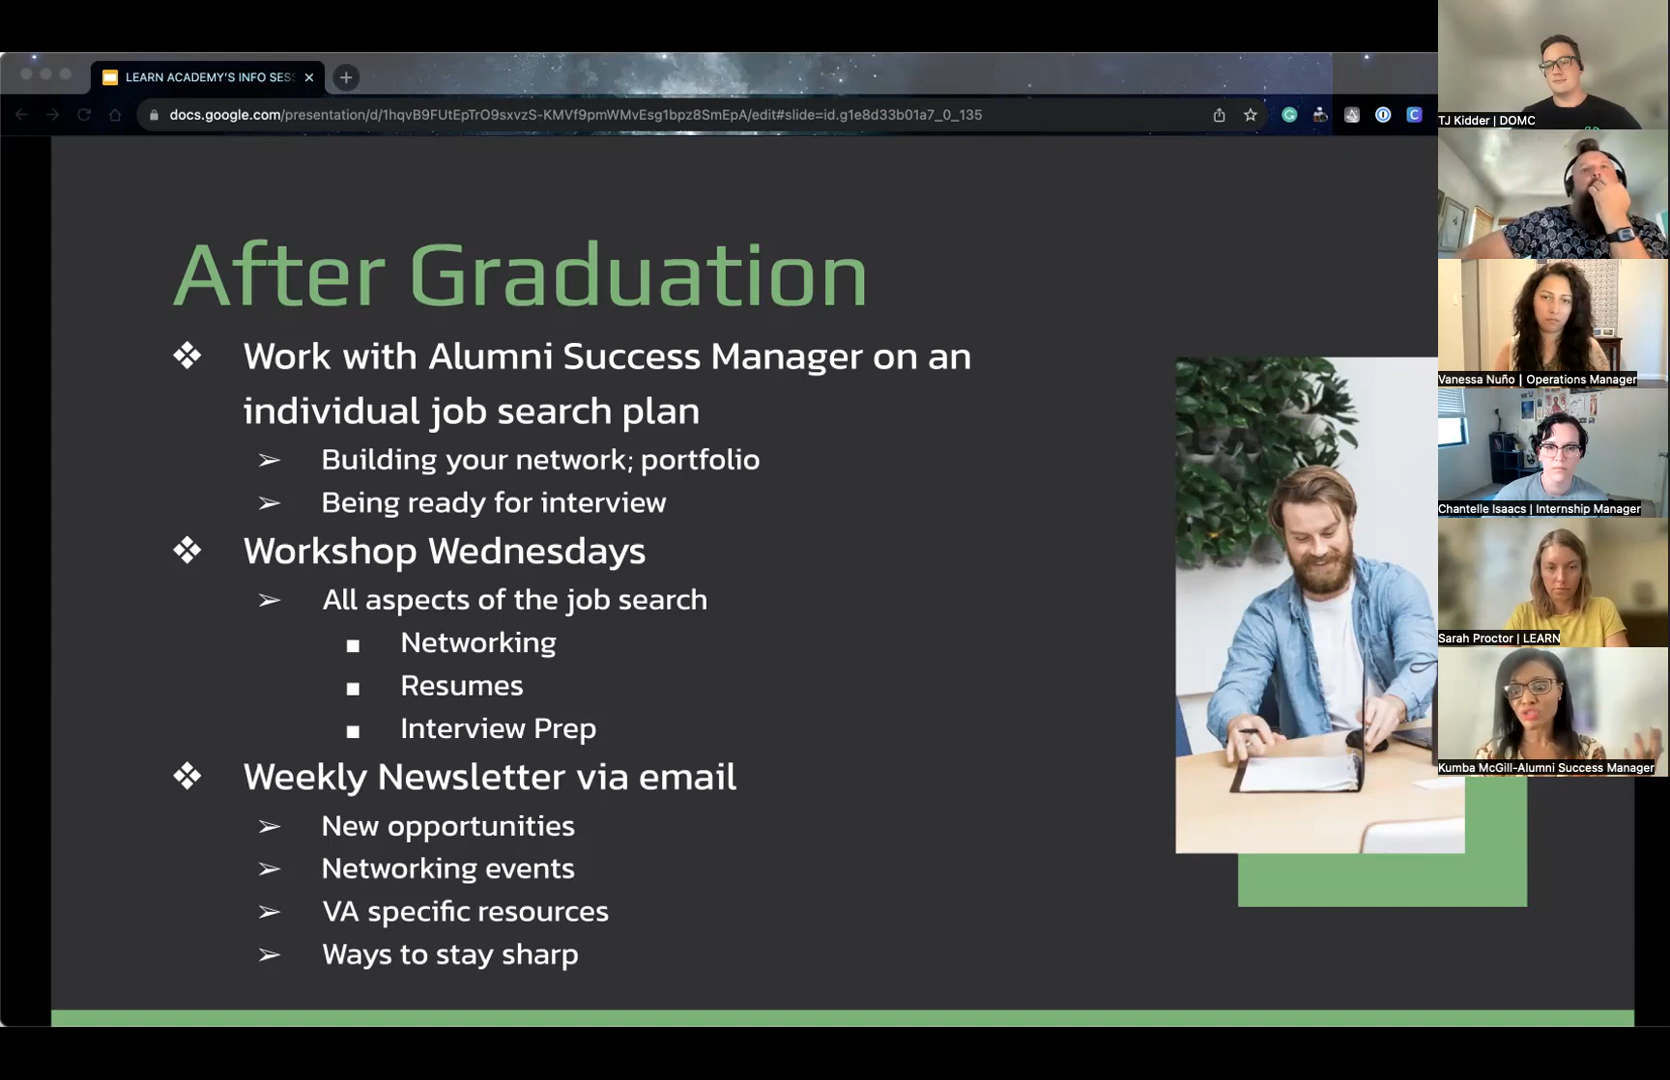 LEARN ACADEMY'S INFO SES
docs.google.com/presentation/d/1hqvB9FUtEpTrO9sxvzS-KMVf9pmWMvEsg1bpz8SmEpA/edit#slide=id.g1e8d33b01a7_0_135
After Graduation
Work with Alumni Success Manager on an
individual job search plan
Building your network; portfolio
Being ready for interview
Workshop Wednesdays
All aspects of the job search
Networking
Resumes
Interview Prep
Weekly Newsletter via email
New opportunities
Networking events
VA specific resources
Ways to stay sharp
TJ Kidder | DOMC
Vanessa Nuño | Operations Manager
Chantelle Isaacs | Internship Manager
Sarah Proctor | LEARN
Kumba McGill-Alumni Success Manager